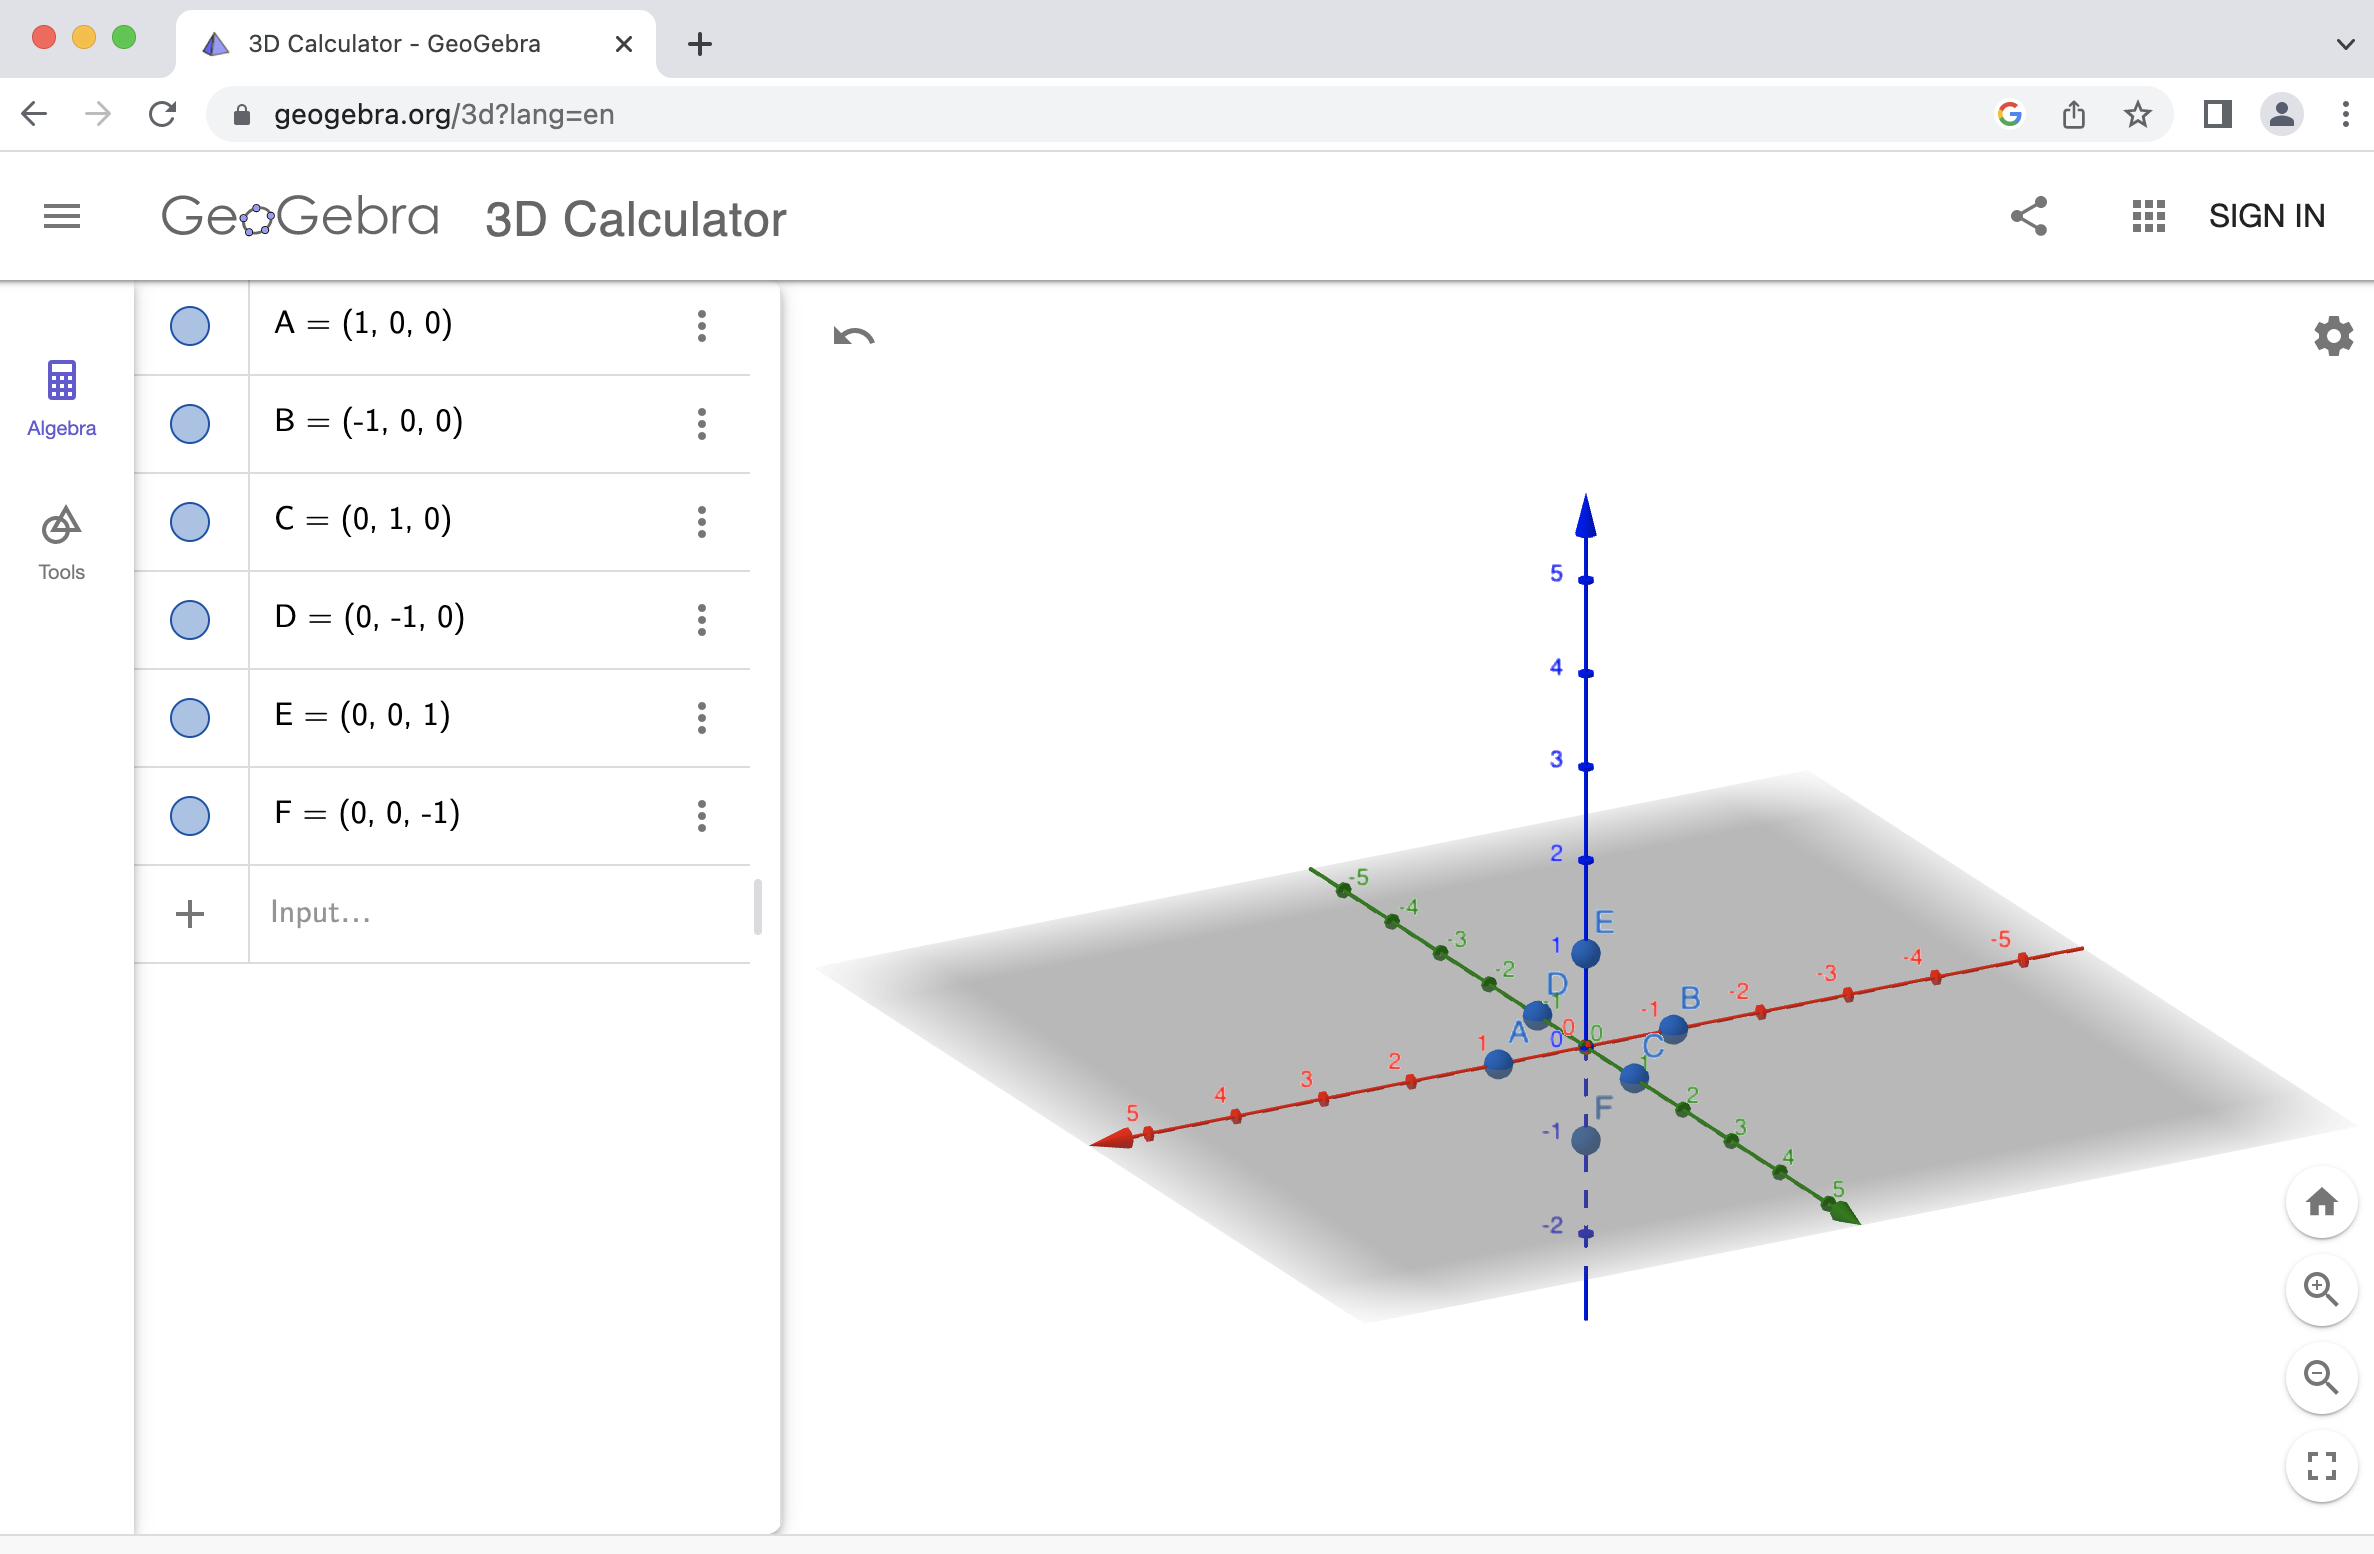 3D Calculator - GeoGebra
geogebra.org/3d?lang=en
GeoGebra 3D Calculator
SIGN IN
Algebra
Tools
A = (1, 0, 0)
B = (-1, 0, 0)
C = (0, 1, 0)
D = (0, -1, 0)
E = (0, 0, 1)
F = (0, 0, -1)
Input...
5
4
3
2
1
0
-1
-2
-5
-4
-3
-2
-1
0
1
2
3
4
5
5
4
3
2
1
0
-1
-2
-3
-4
-5
E
D
A
B
C
F